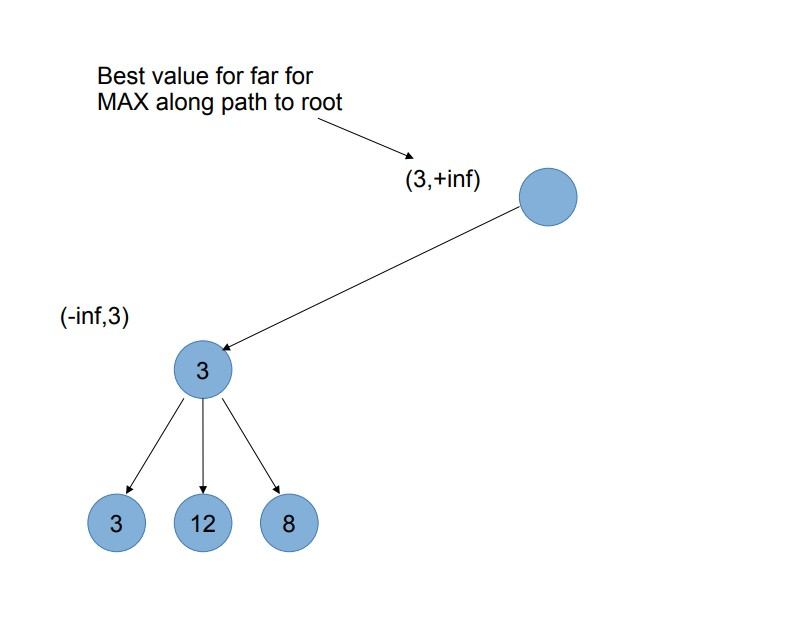 Best value for far for
MAX along path to root
(3,+inf)
(-inf,3)
3
3
12
8